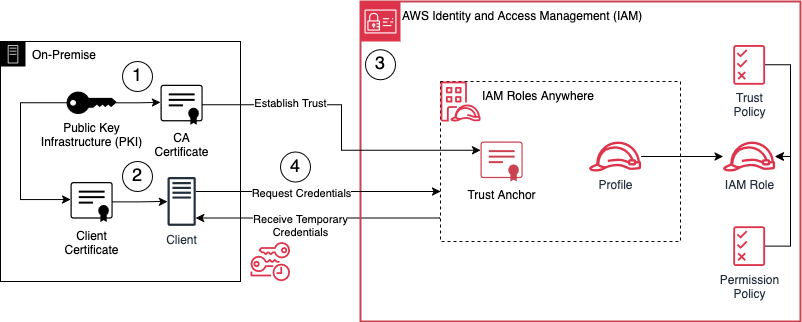 AWS Identity and Access Management (IAM)
On-Premise
1
3
IAM Roles Anywhere
Establish Trust
Public Key
Infrastructure (PKI)
CA
Certificate
Trust
Policy
2
4
Request Credentials
Trust Anchor
Profile
IAM Role
Receive Temporary
Credentials
Client
Certificate
Client
Permission
Policy